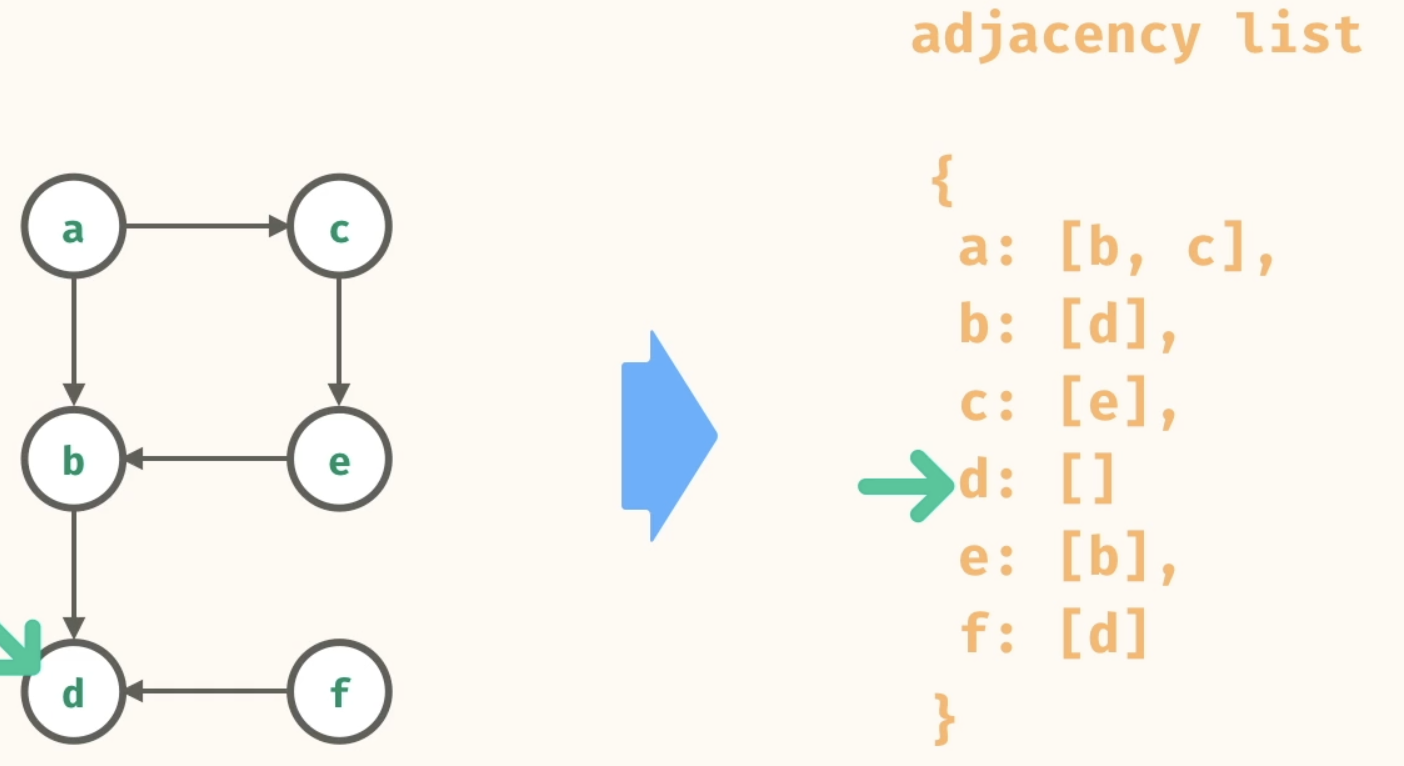 adjacency list
a c
b e
d f
{
a: [b, c],
b: [d],
c: [e],
d: []
e: [b],
f: [d]
}